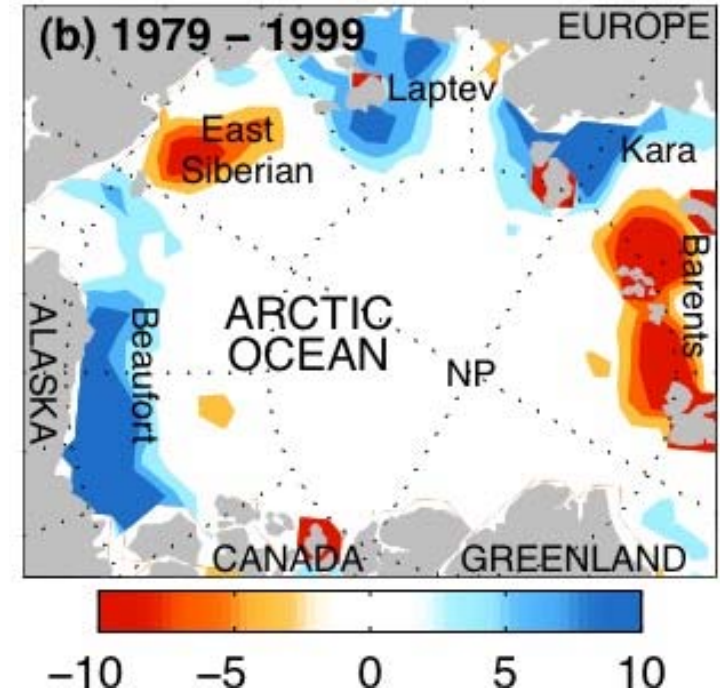 (b) 1979 – 1999
EUROPE
Laptev
East
Siberian
Kara
Barents
ALASKA
Beaufort
ARCTIC
OCEAN
NP
CANADA
GREENLAND
−10 −5 0 5 10